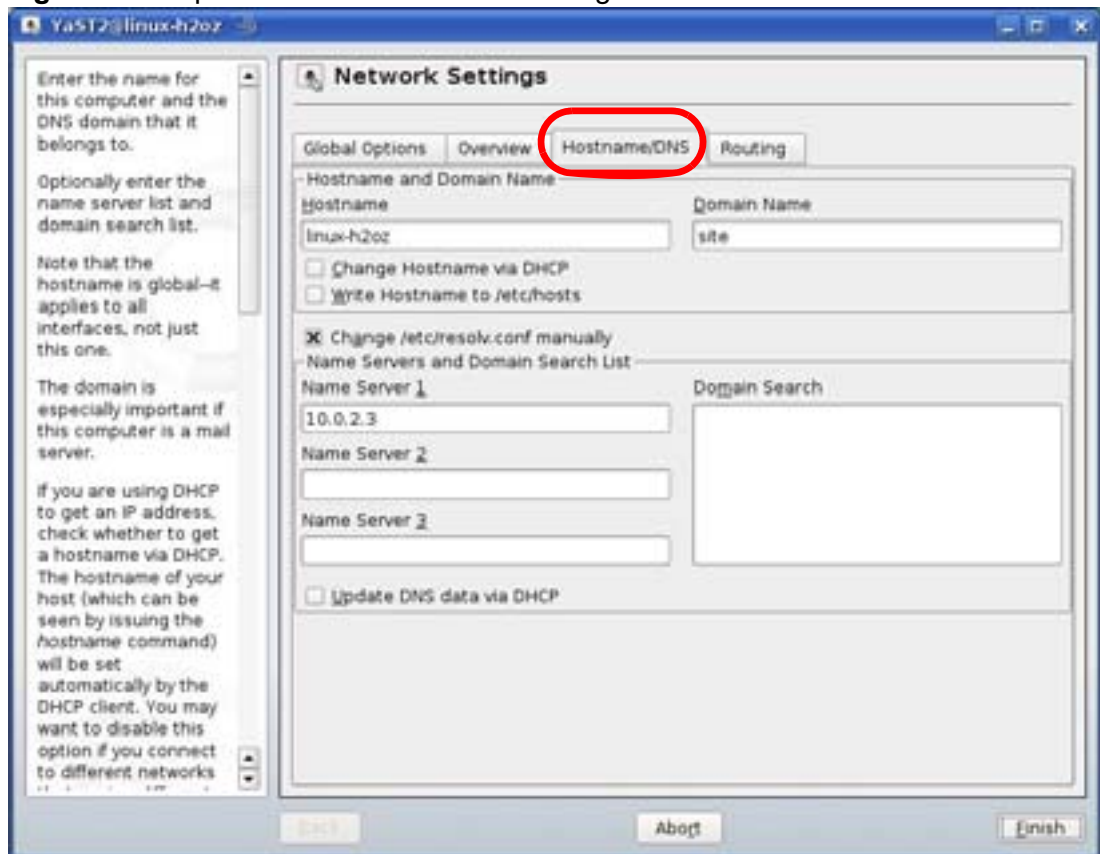 YaST2@linux-h2oz
Enter the name for
this computer and the
DNS domain that it
belongs to.
Optionally enter the
name server list and
domain search list.
Note that the
hostname is global--it
applies to all
interfaces, not just
this one.
The domain is
especially important if
this computer is a mail
server.
If you are using DHCP
to get an IP address,
check whether to get
a hostname via DHCP.
The hostname of your
host (which can be
seen by issuing the
hostname command)
will be set
automatically by the
DHCP client. You may
want to disable this
option if you connect
to different networks
Network Settings
Global Options Overview Hostname/DNS Routing
Hostname and Domain Name
Hostname Domain Name
linux-h2oz site
Change Hostname via DHCP
Write Hostname to /etc/hosts
Change /etc/resolv.conf manually
Name Servers and Domain Search List
Name Server 1 Domain Search
10.0.2.3
Name Server 2
Name Server 3
Update DNS data via DHCP
Back Abort Finish